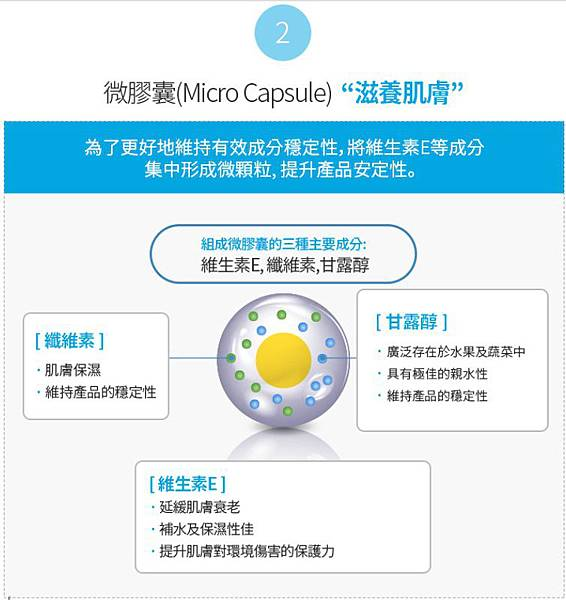 2
微膠囊(Micro Capsule) “滋養肌膚”
為了更好地維持有效成分穩定性，將維生素E等成分
集中形成微顆粒, 提升產品安定性。
組成微膠囊的三種主要成分:
維生素E, 纖維素,甘露醇
[ 纖維素 ]
· 肌膚保濕
· 維持產品的穩定性
[ 甘露醇 ]
· 廣泛存在於水果及蔬菜中
· 具有極佳的親水性
· 維持產品的穩定性
[ 維生素E ]
· 延緩肌膚衰老
· 補水及保濕性佳
· 提升肌膚對環境傷害的保護力